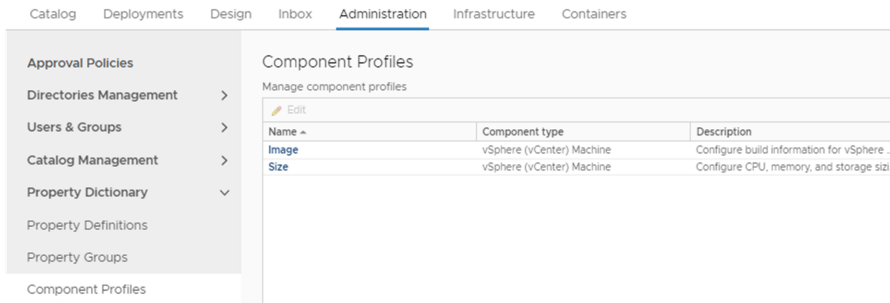 Catalog Deployments Design Inbox Administration Infrastructure Containers
Approval Policies
Directories Management
Users & Groups
Catalog Management
Property Dictionary
Property Definitions
Property Groups
Component Profiles
Component Profiles
Manage component profiles
Edit
Name Component type Description
Image vSphere (vCenter) Machine Configure build information for vSphere ..
Size vSphere (vCenter) Machine Configure CPU, memory, and storage sizi